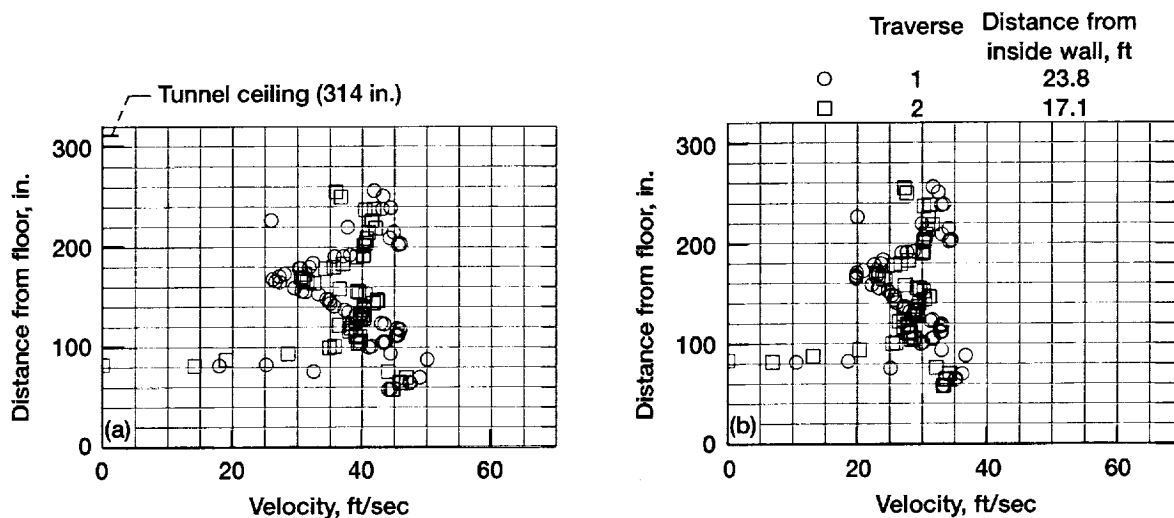 Traverse Distance from
inside wall, ft
1 23.8
2 17.1
Tunnel ceiling (314 in.)
300
200
100
0
Distance from floor, in.
(a)
0 20 40 60
Velocity, ft/sec
300
200
100
0
Distance from floor, in.
(b)
0 20 40 60
Velocity, ft/sec